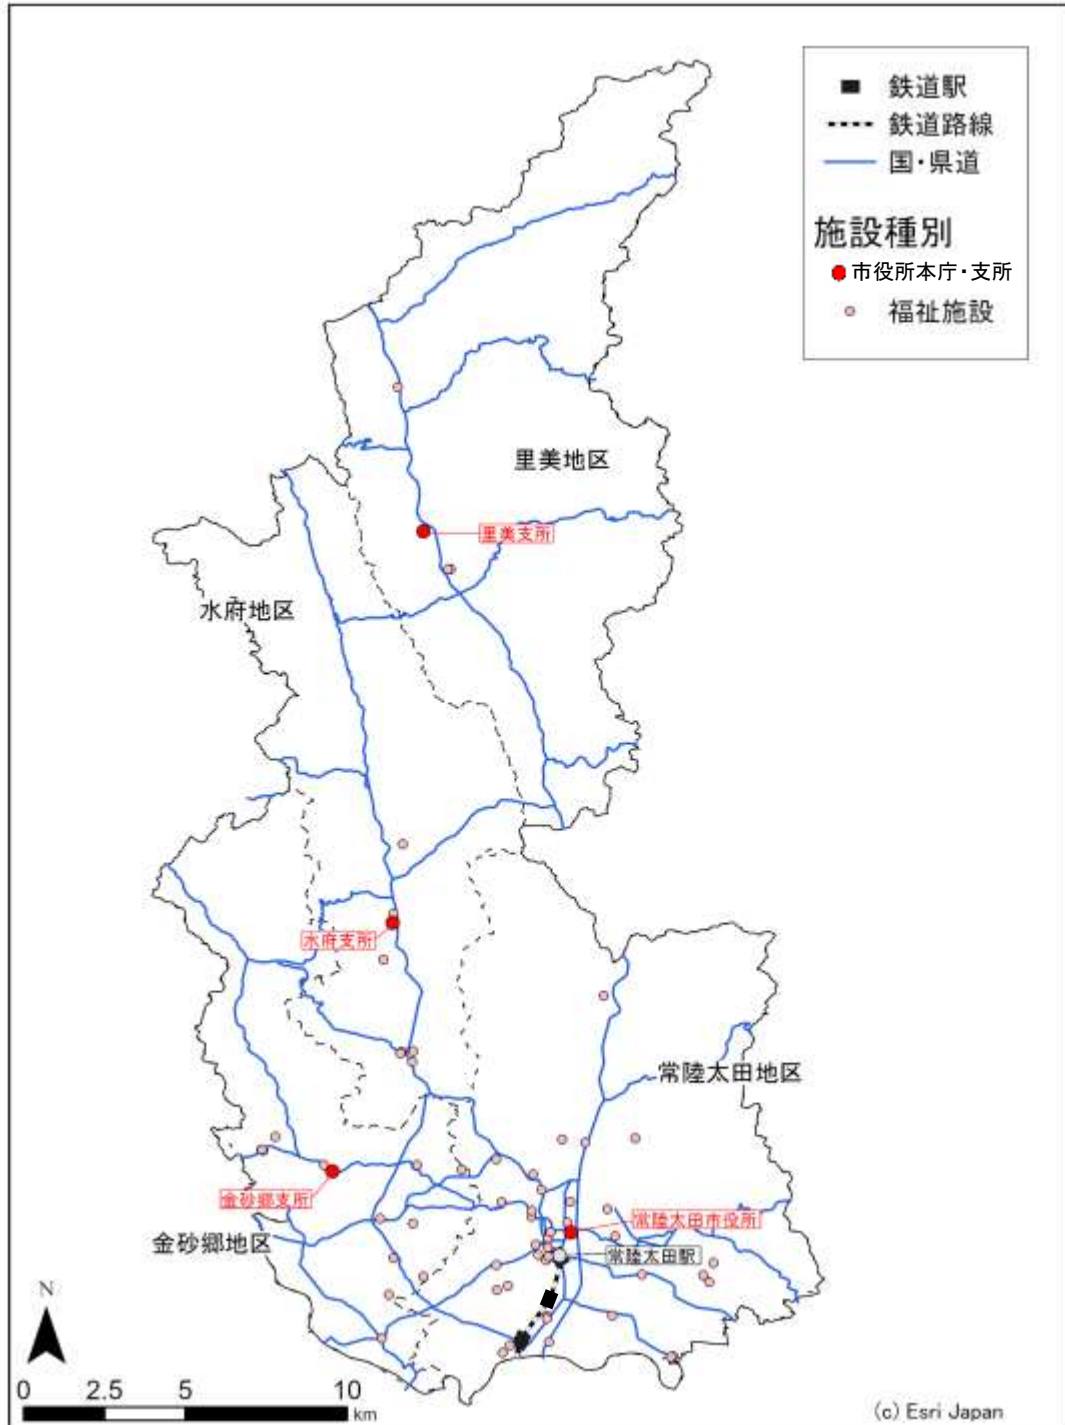 鉄道駅
鉄道路線
国・県道
施設種別
市役所本庁・支所
福祉施設
里美地区
里美支所
水府地区
水府支所
常陸太田地区
金砂郷支所
常陸太田市役所
金砂郷地区
常陸太田駅
N
0 2.5 5 10
km
(c) Esri Japan